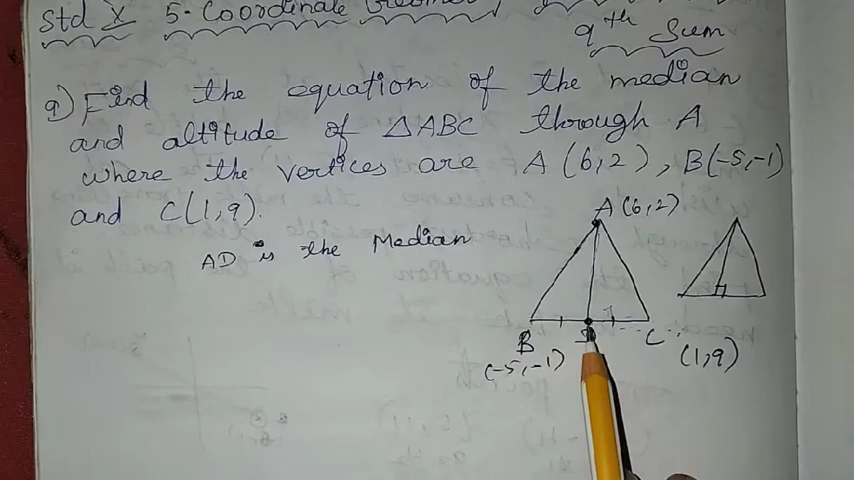 Std X 5. Coordinate Geometry
9th Sum
9) Find the equation of the median
and altitude of △ABC through A
where the vertices are A (6,2), B(-5,-1)
and C(1,9).
A (6,2)
AD is the Median
B D C
(-5,-1) (1,9)